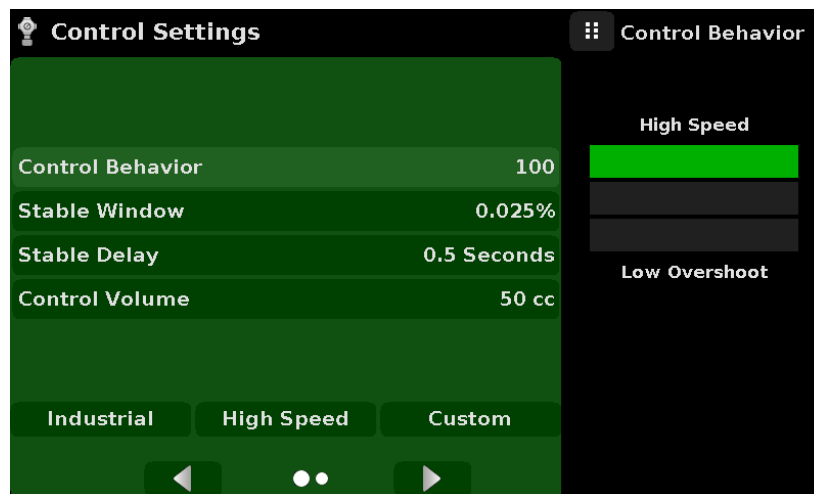 Control Settings
Control Behavior
High Speed
Control Behavior 100
Stable Window 0.025%
Stable Delay 0.5 Seconds
Low Overshoot
Control Volume 50 cc
Industrial High Speed Custom